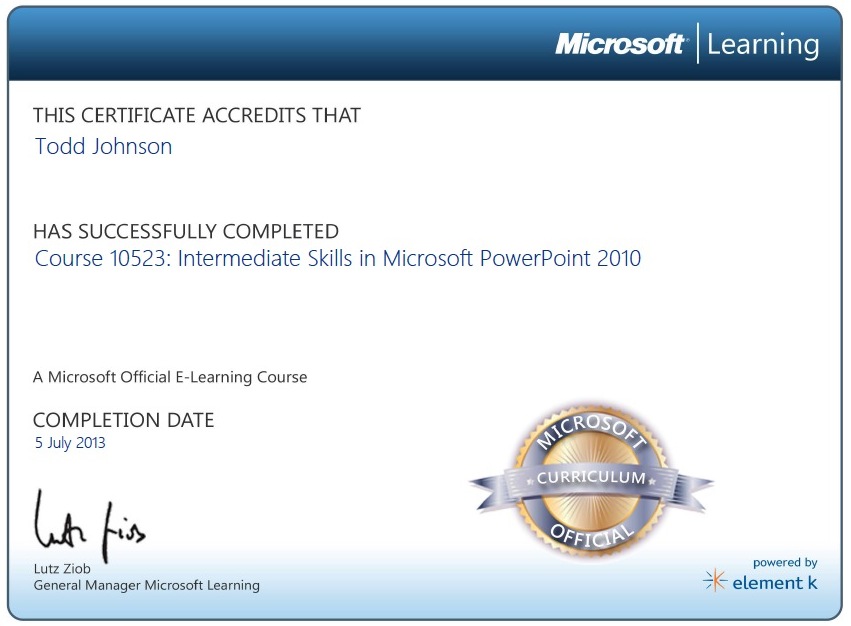 Microsoft® | Learning
THIS CERTIFICATE ACCREDITS THAT
Todd Johnson
HAS SUCCESSFULLY COMPLETED
Course 10523: Intermediate Skills in Microsoft PowerPoint 2010
A Microsoft Official E-Learning Course
COMPLETION DATE
5 July 2013
MICROSOFT
CURRICULUM
OFFICIAL
Lutz Ziob
Lutz Ziob
General Manager Microsoft Learning
powered by
element k